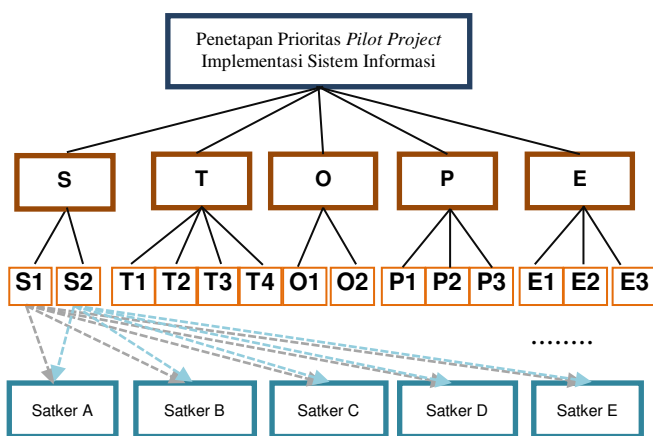 Penetapan Prioritas Pilot Project
Implementasi Sistem Informasi
S T O P E
S1 S2 T1 T2 T3 T4 O1 O2 P1 P2 P3 E1 E2 E3
........
Satker A Satker B Satker C Satker D Satker E